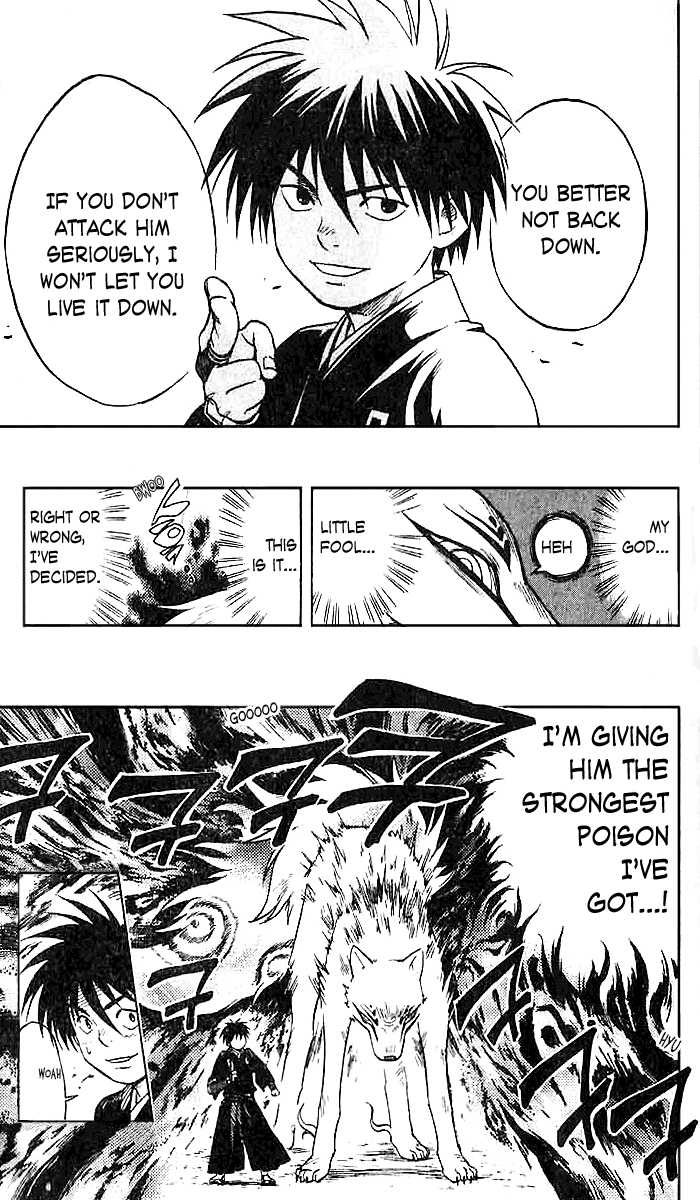 YOU BETTER
NOT BACK
DOWN.
IF YOU DON'T
ATTACK HIM
SERIOUSLY, I
WON'T LET YOU
LIVE IT DOWN.
MY
GOD...
HEH
LITTLE
FOOL...
THIS
IS IT...
BWOO
RIGHT OR
WRONG,
I'VE
DECIDED.
I'M GIVING
HIM THE
STRONGEST
POISON
I'VE
GOT...!
GOOOOO
HYU
WOAH